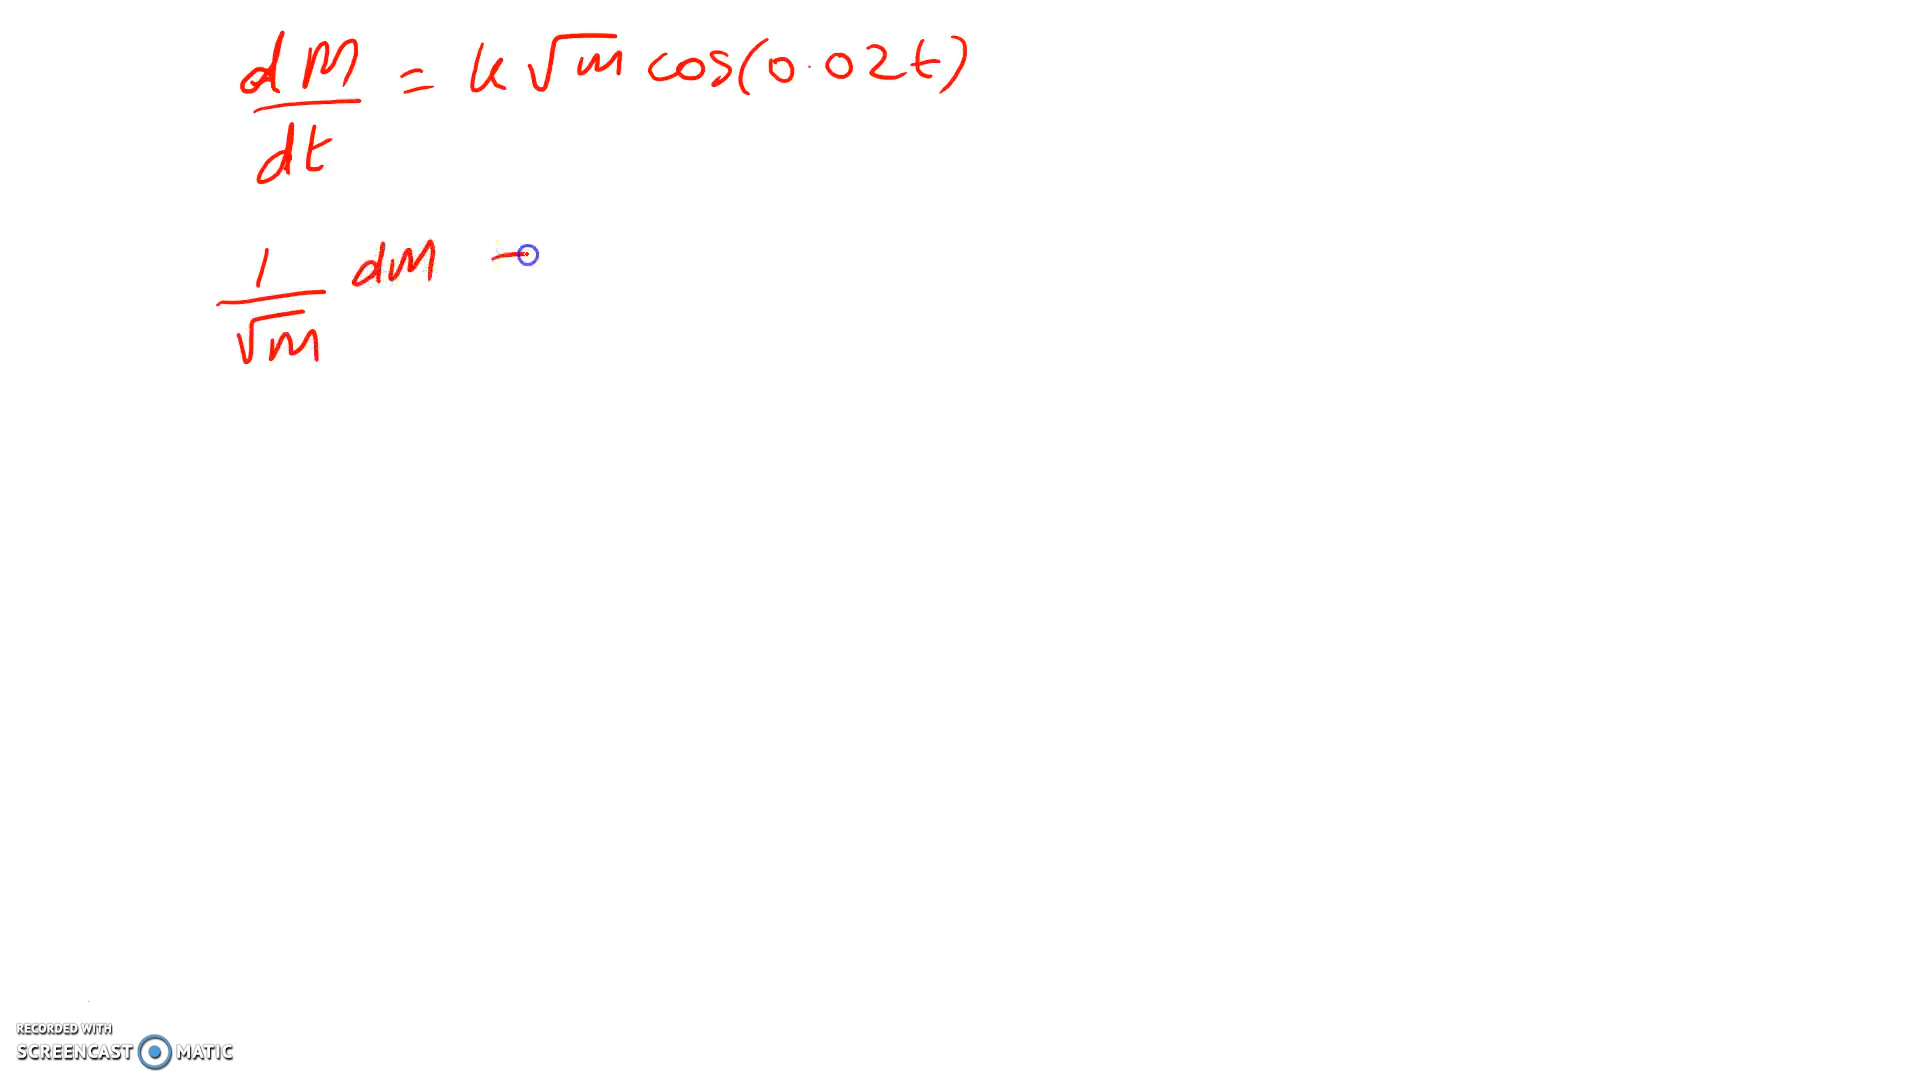 dM/dt = k√m cos(0.02t)
1/√m dM -
RECORDED WITH
SCREENCAST MATIC